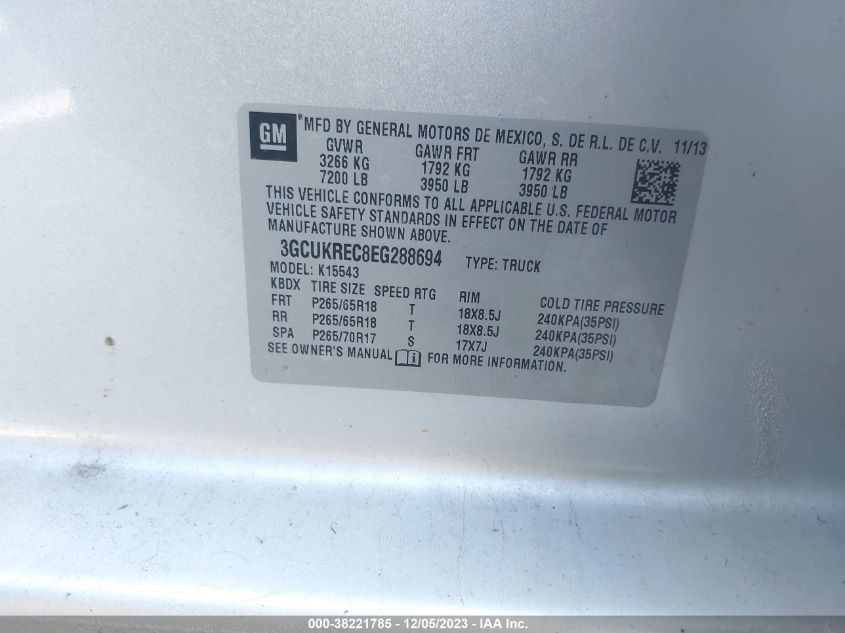 GM ®MFD BY GENERAL MOTORS DE MEXICO, S. DE R.L. DE C.V. 11/13
GVWR GAWR FRT GAWR RR
3266 KG 1792 KG 1792 KG
7200 LB 3950 LB 3950 LB
THIS VEHICLE CONFORMS TO ALL APPLICABLE U.S. FEDERAL MOTOR
VEHICLE SAFETY STANDARDS IN EFFECT ON THE DATE OF
MANUFACTURE SHOWN ABOVE.
3GCUKREC8EG288694 TYPE: TRUCK
MODEL: K15543
KBDX TIRE SIZE SPEED RTG RIM COLD TIRE PRESSURE
FRT P265/65R18 T 18X8.5J 240KPA(35PSI)
RR P265/65R18 T 18X8.5J 240KPA(35PSI)
SPA P265/70R17 S 17X7J 240KPA(35PSI)
SEE OWNER'S MANUAL i FOR MORE INFORMATION.
000-38221785 - 12/05/2023 - IAA Inc.